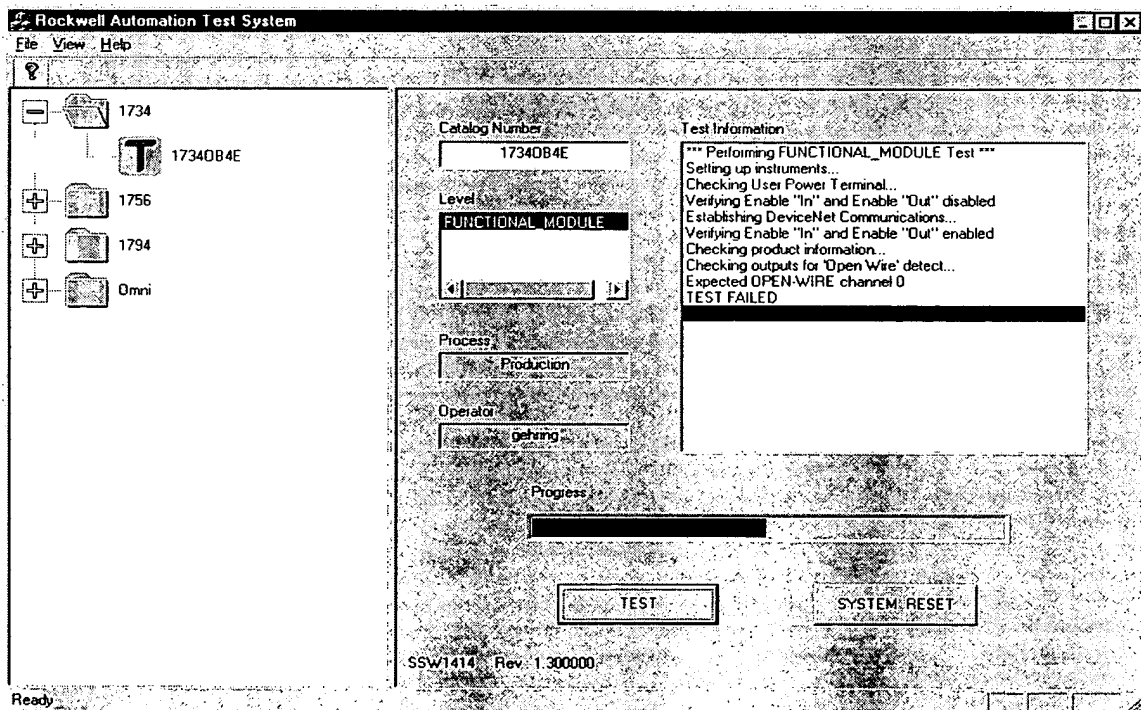 Rockwell Automation Test System
File View Help
1734
1734OB4E
1756
1794
Omni
Catalog Number
1734OB4E
Level
FUNCTIONAL_MODULE
Process
Production
Operator
gehring
Test Information
*** Performing FUNCTIONAL_MODULE Test ***
Setting up instruments...
Checking User Power Terminal...
Verifying Enable "In" and Enable "Out" disabled
Establishing DeviceNet Communications...
Verifying Enable "In" and Enable "Out" enabled
Checking product information...
Checking outputs for 'Open Wire' detect...
Expected OPEN-WIRE channel 0
TEST FAILED
Progress
TEST
SYSTEM RESET
SSW1414 Rev 1.300000
Ready